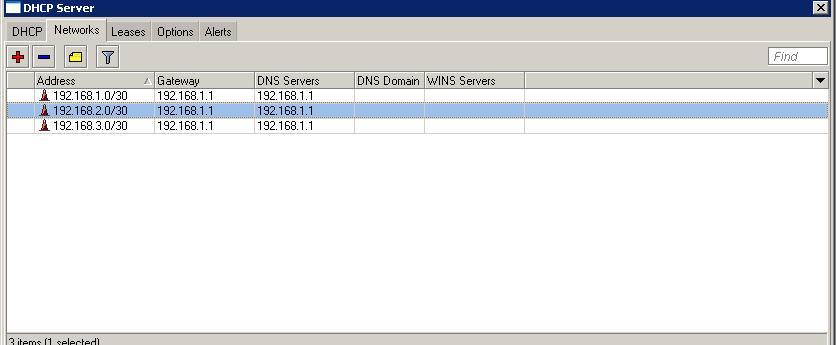 DHCP Server
DHCP Networks Leases Options Alerts
Find
Address Gateway DNS Servers DNS Domain WINS Servers
192.168.1.0/30 192.168.1.1 192.168.1.1
192.168.2.0/30 192.168.1.1 192.168.1.1
192.168.3.0/30 192.168.1.1 192.168.1.1
3 items (1 selected)